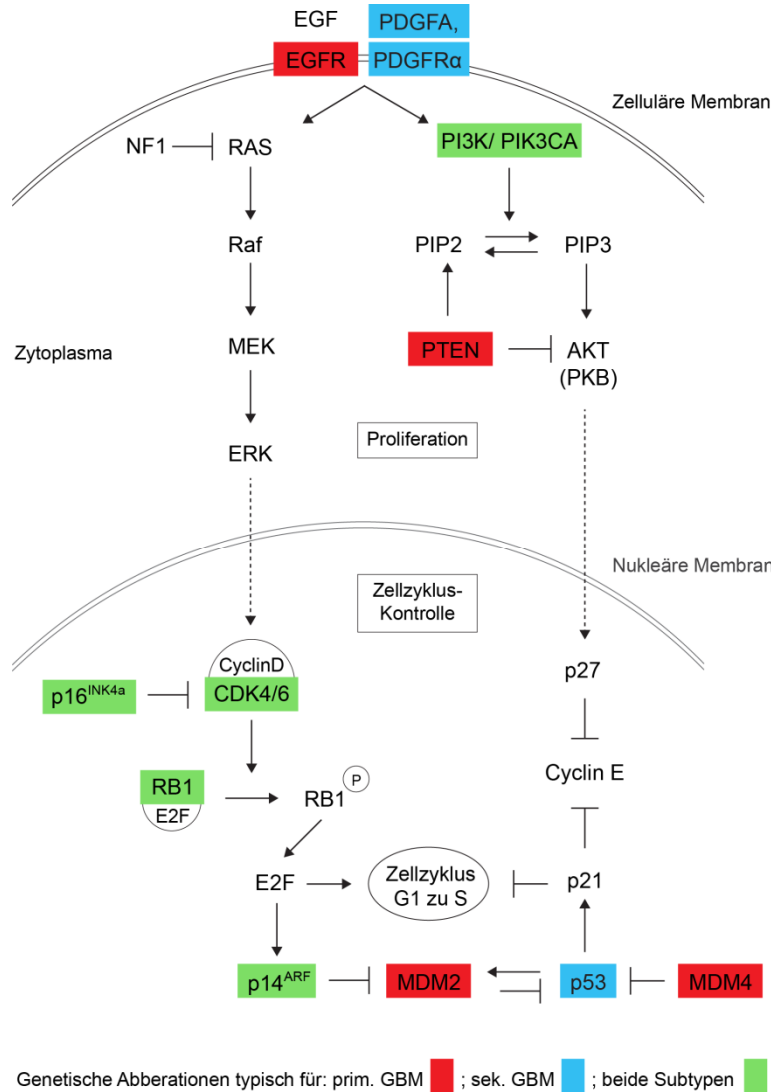 EGF
PDGFA,
EGFR
PDGFRα
Zelluläre Membran
NF1
RAS
PI3K/ PIK3CA
Raf
PIP2
PIP3
Zytoplasma
MEK
PTEN
AKT
(PKB)
Proliferation
ERK
Nukleäre Membran
Zellzyklus-
Kontrolle
CyclinD
p16INK4a
CDK4/6
p27
RB1
E2F
RB1
P
Cyclin E
E2F
Zellzyklus
G1 zu S
p21
p14ARF
MDM2
p53
MDM4
Genetische Abberationen typisch für: prim. GBM ; sek. GBM ; beide Subtypen